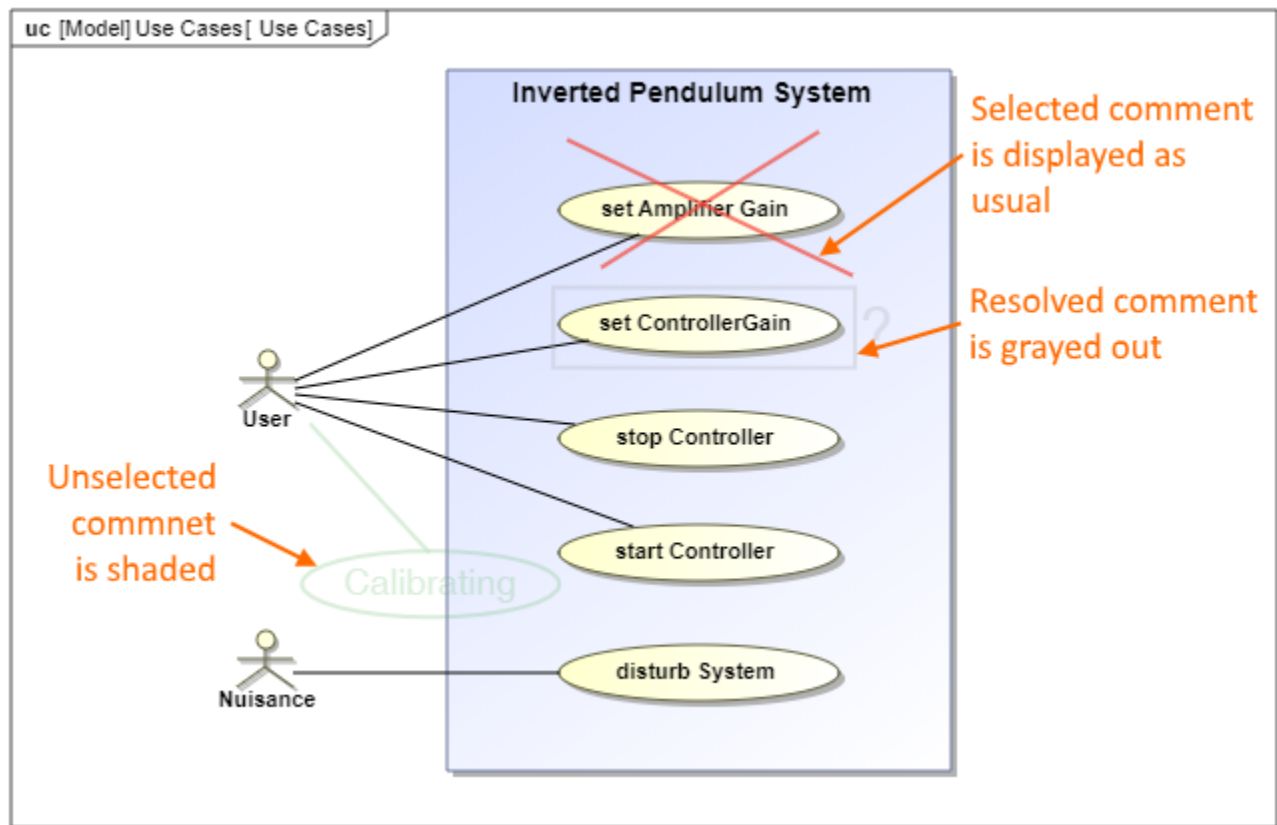 uc [Model] Use Cases[ Use Cases]
Inverted Pendulum System
Selected comment
is displayed as
usual
set Amplifier Gain
Resolved comment
is grayed out
set ControllerGain
?
User
stop Controller
Unselected
commnet
is shaded
start Controller
Calibrating
disturb System
Nuisance